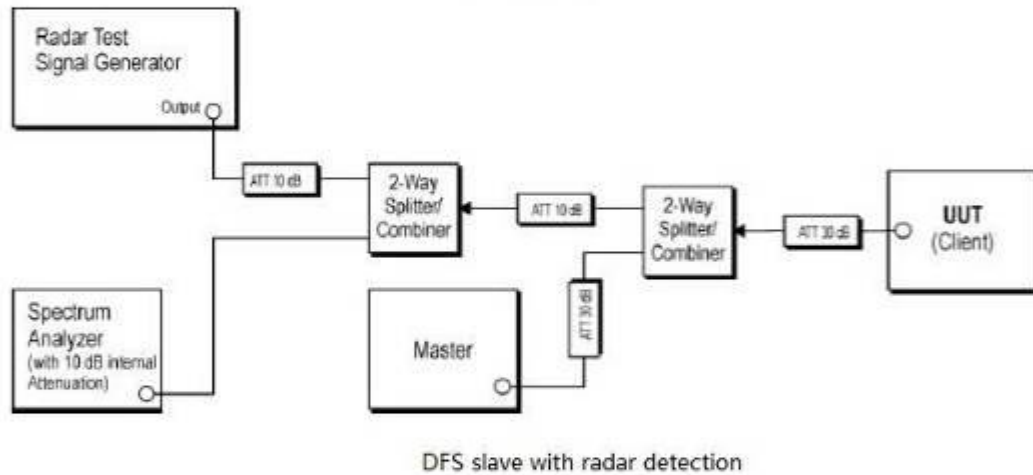 Radar Test
Signal Generator
Output
ATT 10 dB
2-Way
Splitter/
Combiner
ATT 10 dB
2-Way
Splitter/
Combiner
ATT 30 dB
UUT
(Client)
Spectrum
Analyzer
(with 10 dB internal
Attenuation)
Master
ATT 30 dB
DFS slave with radar detection